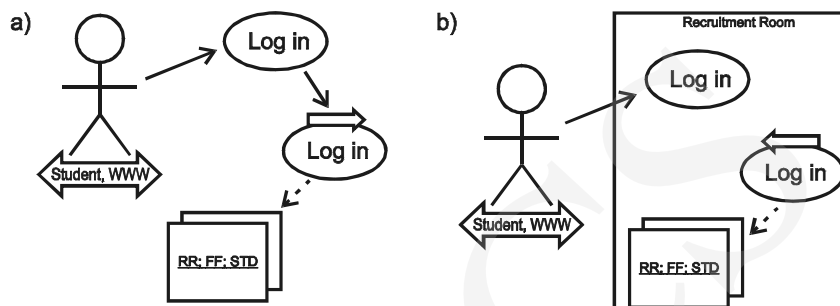 a)
Log in
Log in
Student, WWW
RR; FF; STD
b)
Recruitment Room
Log in
Log in
Student, WWW
RR; FF; STD